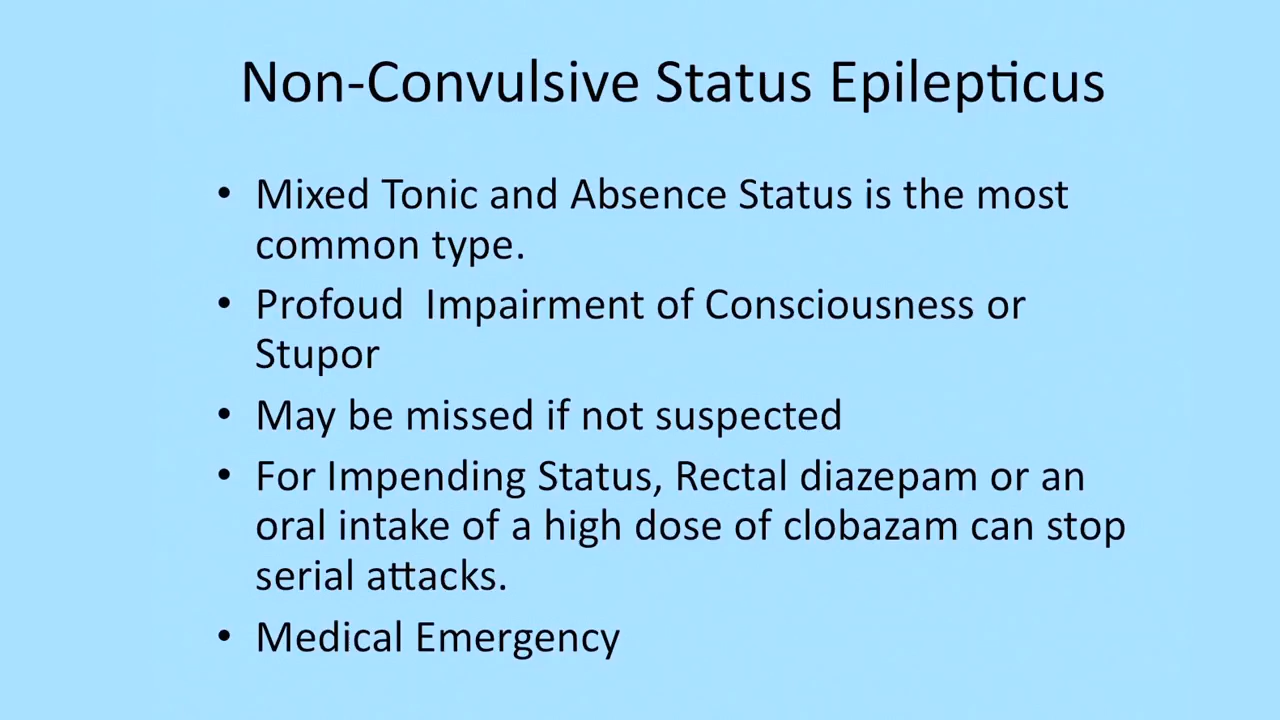 Non-Convulsive Status Epilepticus
• Mixed Tonic and Absence Status is the most
common type.
• Profoud  Impairment of Consciousness or
Stupor
• May be missed if not suspected
• For Impending Status, Rectal diazepam or an
oral intake of a high dose of clobazam can stop
serial attacks.
• Medical Emergency